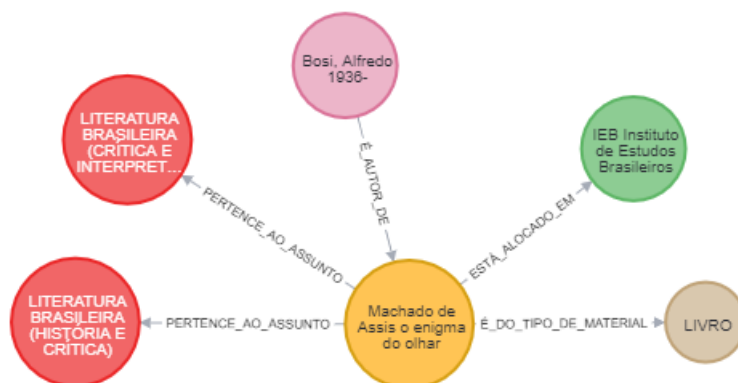 Bosi, Alfredo
1936-
LITERATURA
BRASILEIRA
(CRÍTICA E
INTERPRET...
IEB Instituto
de Estudos
Brasileiros
É_AUTOR_DE
PERTENCE_AO_ASSUNTO
ESTÁ_ALOCADO_EM
LITERATURA
BRASILEIRA
(HISTÓRIA E
CRÍTICA)
PERTENCE_AO_ASSUNTO
Machado de
Assis o enigma
do olhar
É_DO_TIPO_DE_MATERIAL
LIVRO